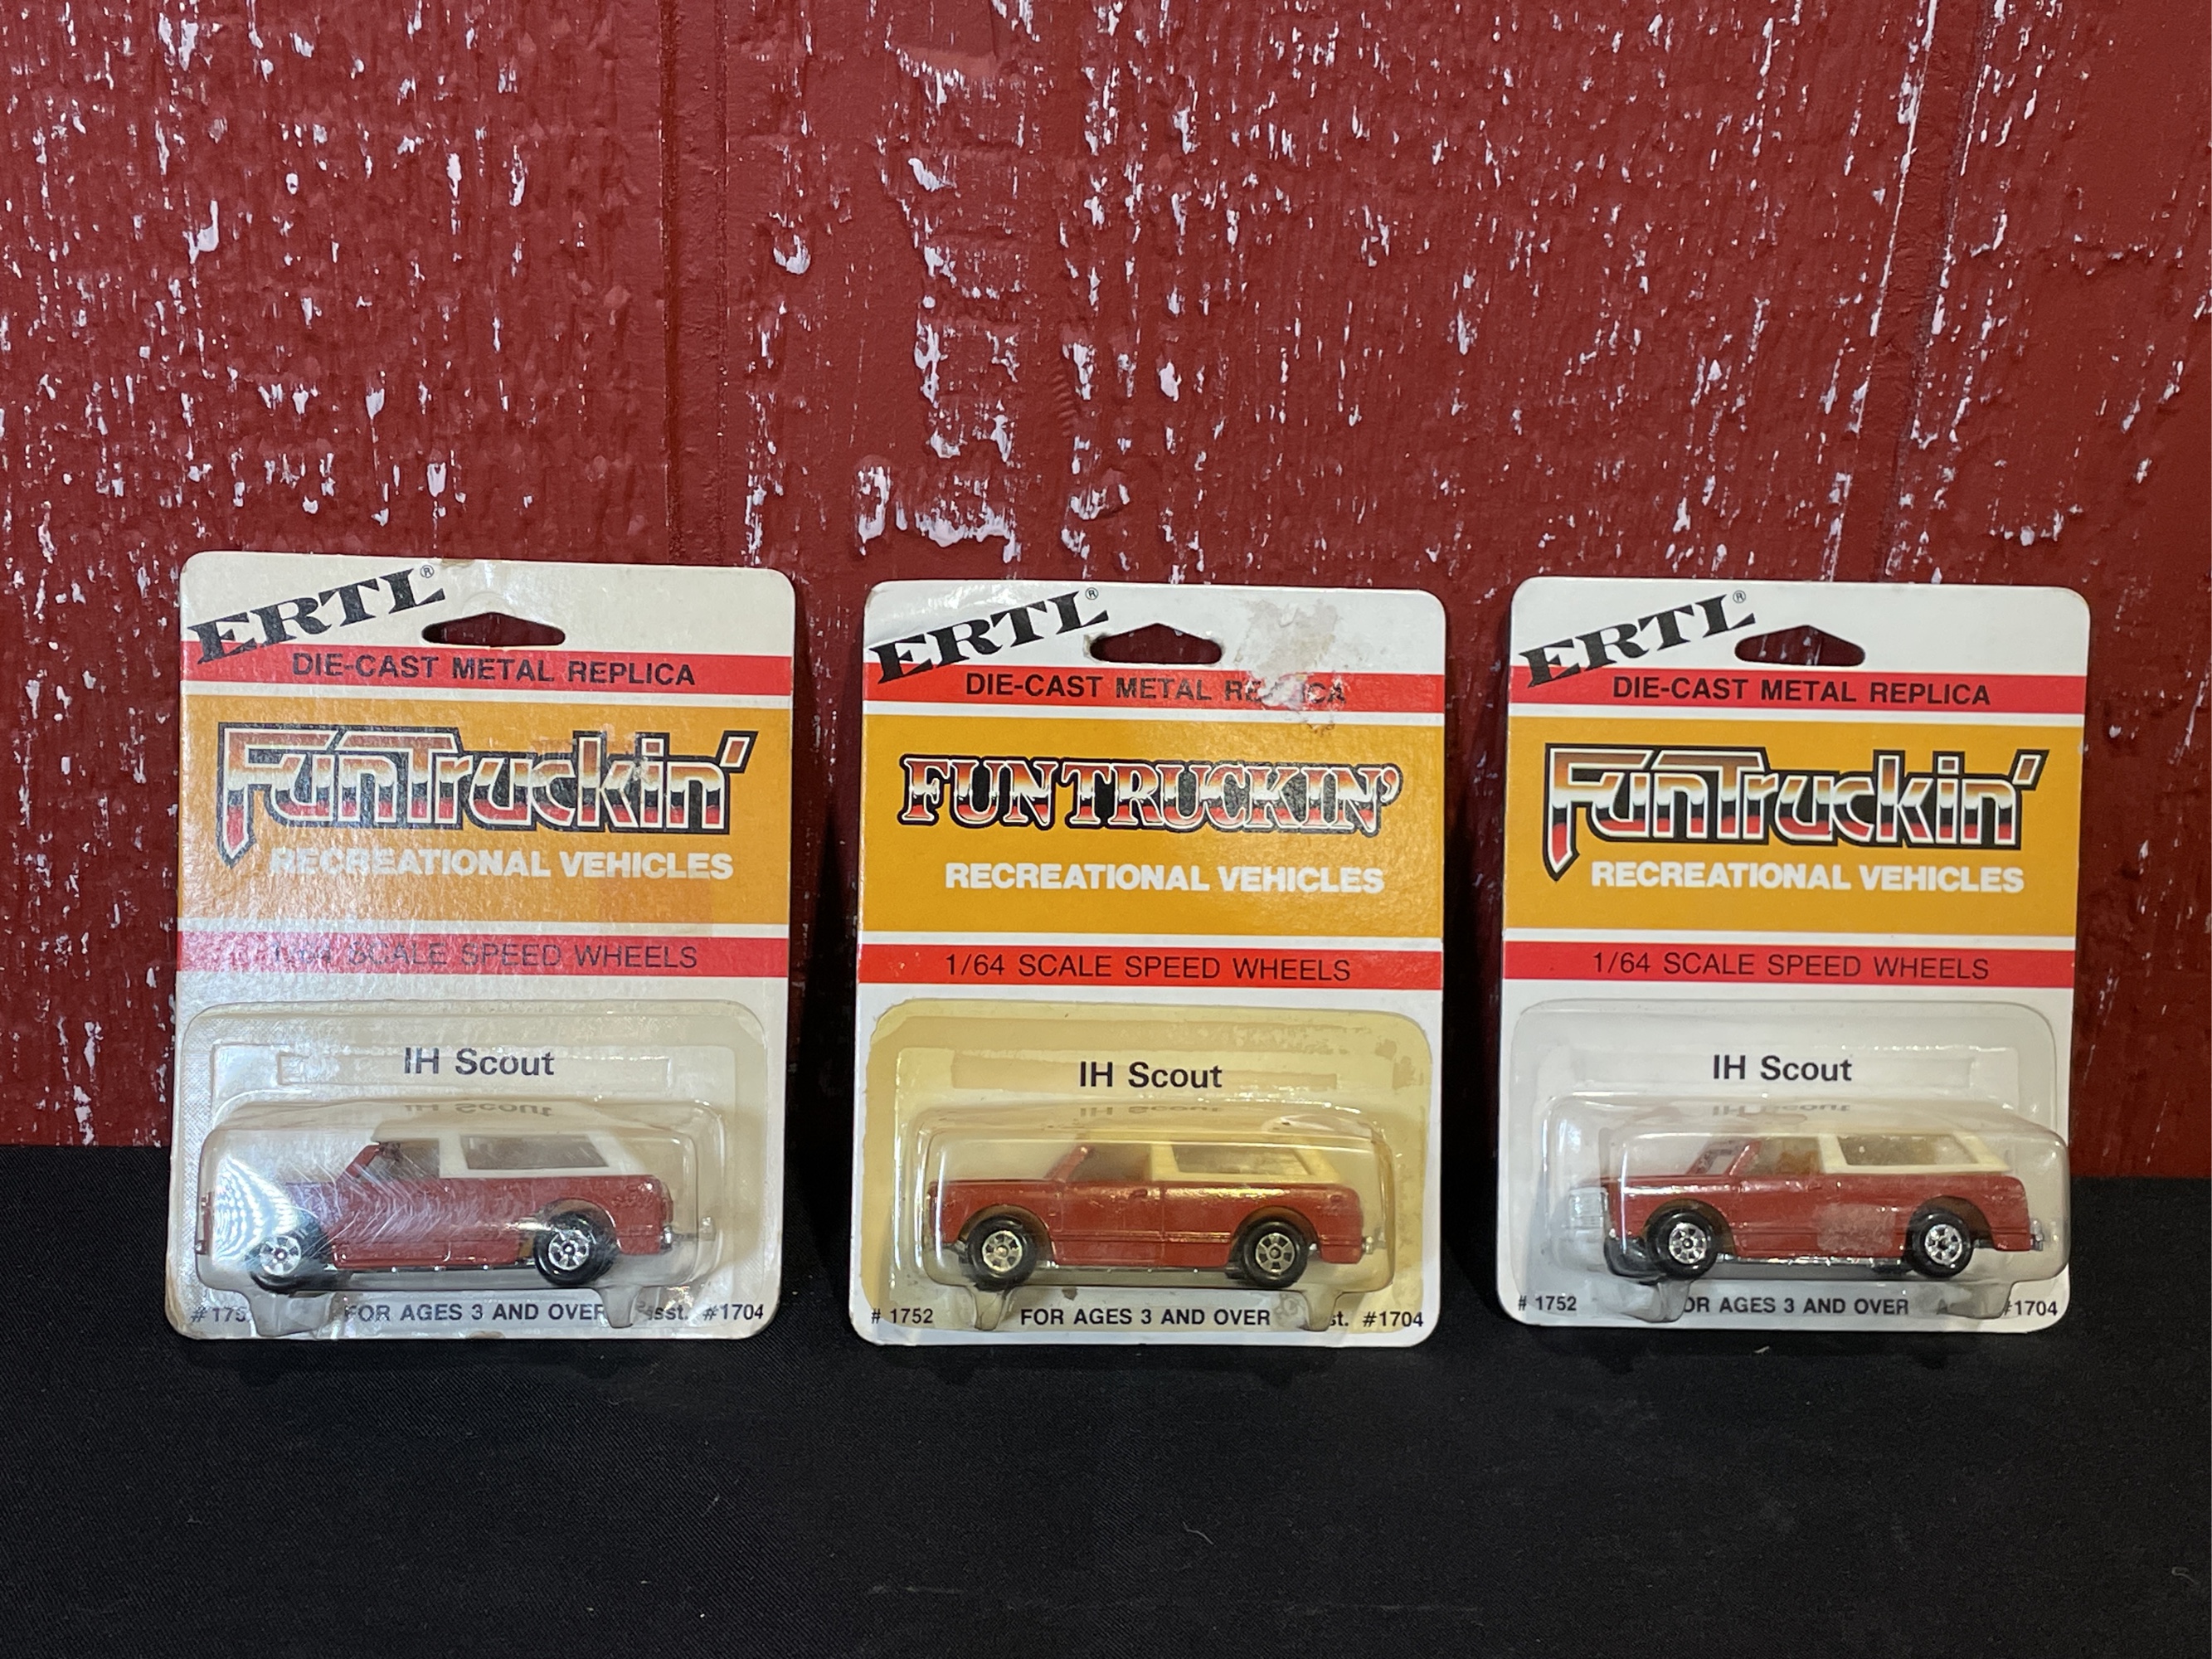 ERTL®
DIE-CAST METAL REPLICA
FunTruckin'
RECREATIONAL VEHICLES
1/64 SCALE SPEED WHEELS
IH Scout
FOR AGES 3 AND OVER
#1704
ERTL®
DIE-CAST METAL
FUN TRUCKIN'
RECREATIONAL VEHICLES
1/64 SCALE SPEED WHEELS
IH Scout
# 1752 FOR AGES 3 AND OVER
#1704
ERTL®
DIE-CAST METAL REPLICA
FunTruckin'
RECREATIONAL VEHICLES
1/64 SCALE SPEED WHEELS
IH Scout
# 1752
AGES 3 AND OVER
#1704